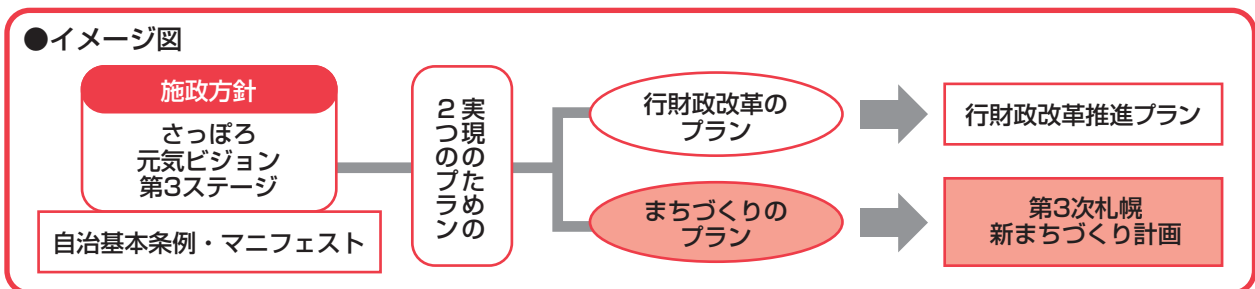 ●イメージ図
施政方針
さっぽろ
元気ビジョン
第3ステージ
自治基本条例・マニフェスト
実現のための
2つのプラン
行財政改革の
プラン
行財政改革推進プラン
まちづくりの
プラン
第3次札幌
新まちづくり計画